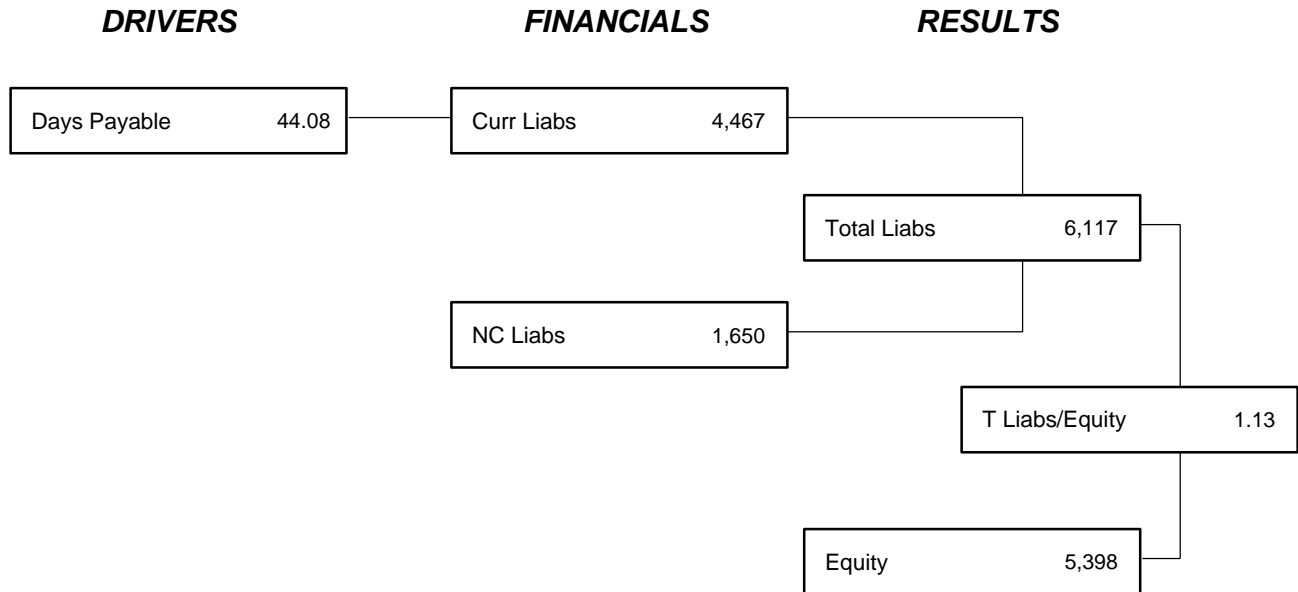 DRIVERS FINANCIALS RESULTS
Days Payable 44.08 Curr Liabs 4,467
Total Liabs 6,117
NC Liabs 1,650
T Liabs/Equity 1.13
Equity 5,398